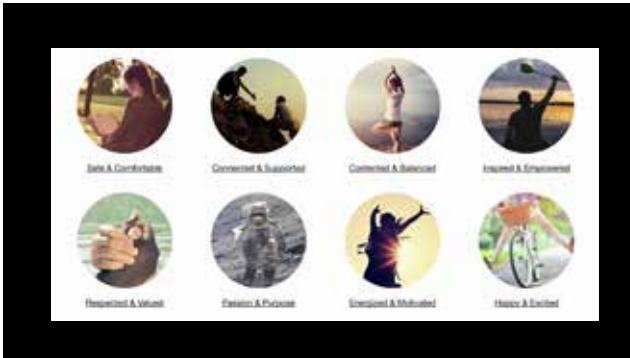 Safe & Comfortable
Connected & Supported
Contented & Balanced
Inspired & Empowered
Respected & Valued
Passion & Purpose
Energized & Motivated
Happy & Excited